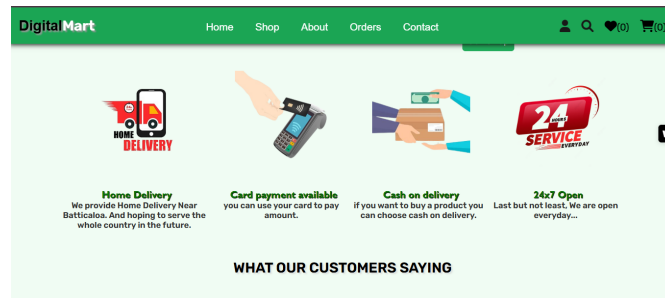 DigitalMart Home Shop About Orders Contact (0) (0)
HOME
DELIVERY
24
HOURS
SERVICE
EVERYDAY
Home Delivery
We provide Home Delivery Near
Batticaloa. And hoping to serve the
whole country in the future.
Card payment available
you can use your card to pay
amount.
Cash on delivery
if you want to buy a product you
can choose cash on delivery.
24x7 Open
Last but not least, We are open
everyday...
WHAT OUR CUSTOMERS SAYING